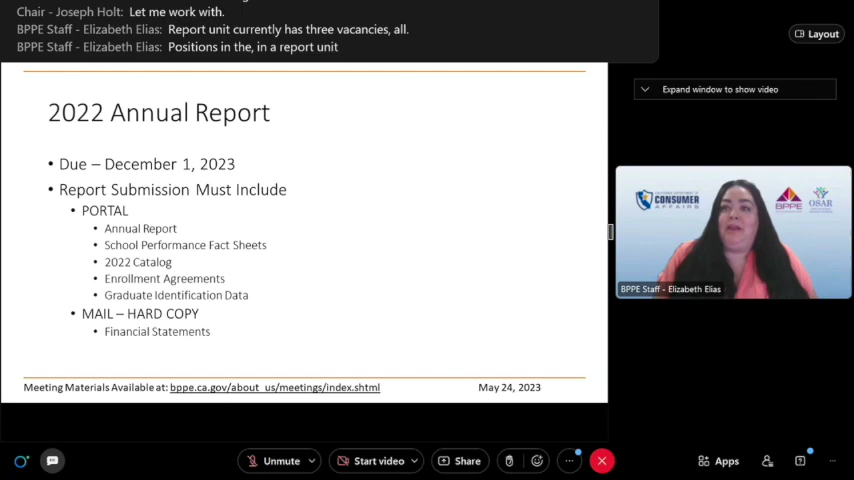 Chair - Joseph Holt: Let me work with.
BPPE Staff - Elizabeth Elias: Report unit currently has three vacancies, all.
BPPE Staff - Elizabeth Elias: Positions in the, in a report unit
Layout
Expand window to show video
2022 Annual Report
• Due – December 1, 2023
• Report Submission Must Include
• PORTAL
• Annual Report
• School Performance Fact Sheets
• 2022 Catalog
• Enrollment Agreements
• Graduate Identification Data
• MAIL – HARD COPY
• Financial Statements
Meeting Materials Available at: bppe.ca.gov/about_us/meetings/index.shtml
May 24, 2023
CONSUMER
AFFAIRS
BPPE
OSAR
BPPE Staff - Elizabeth Elias
Unmute
Start video
Share
Apps